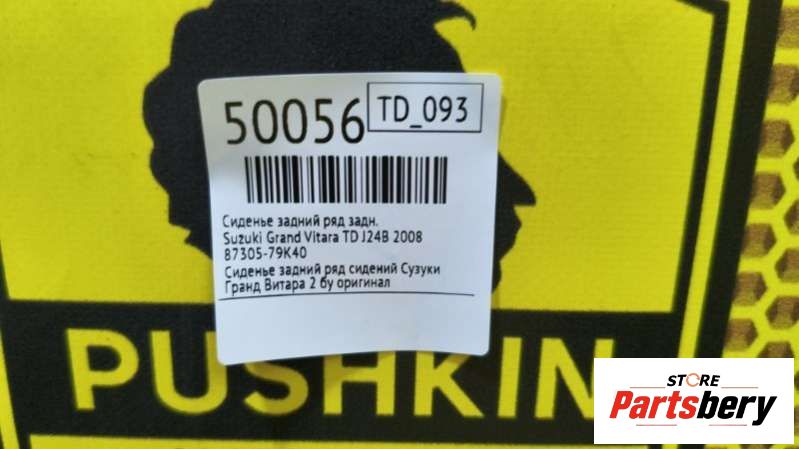 50056
TD_093
Сиденье задний ряд задн.
Suzuki Grand Vitara TD J24B 2008
87305-79K40
Сиденье задний ряд сидений Сузуки
Гранд Витара 2 бу оригинал
PUSHKIN
STORE
Partsbery